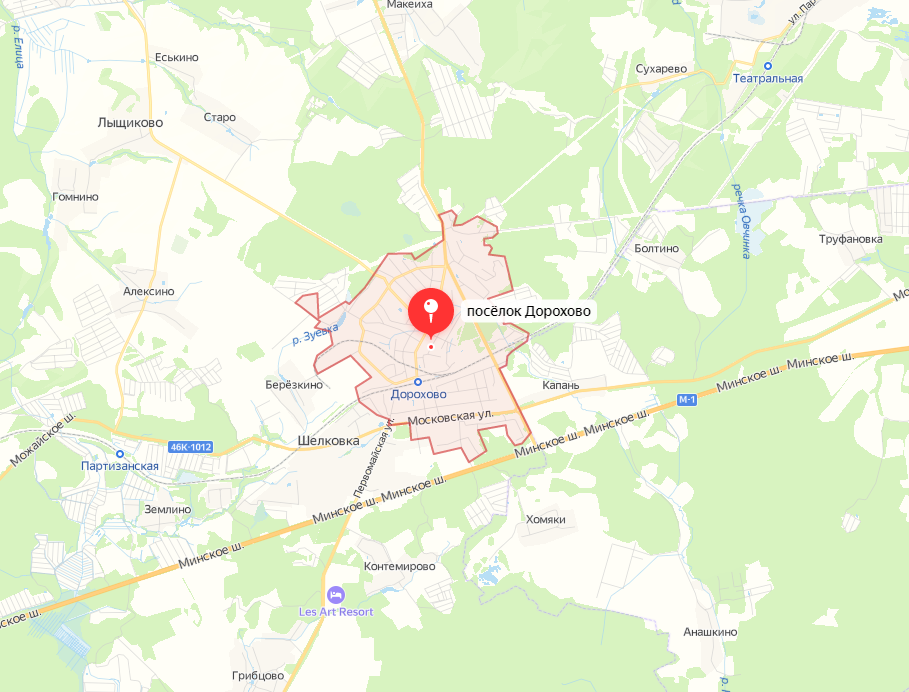 Макеиха
ул. Пар
р. Елица
Еськино
Сухарево
Театральная
Старо
Лыщиково
Гомнино
речка Овчинка
Труфановка
Болтино
Алексино
посёлок Дорохово
р. Зуевка
Берёзкино
Дорохово
Капань
Минское ш. Минское ш.
М-1
Московская ул.
Минское ш. Минское ш.
Можайское ш.
46К-1012
Шелковка
Партизанская
Первомайская ул.
Минское ш. Минское ш.
Землино
Хомяки
Минское ш.
Контемирово
Les Art Resort
ское ш.
Анашкино
Грибцово